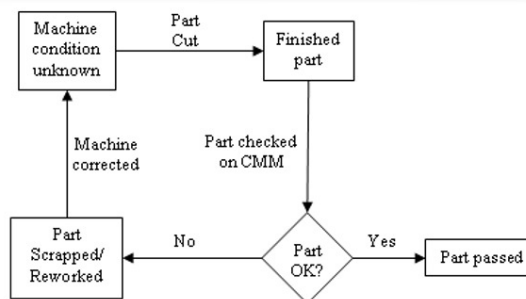 Machine
condition
unknown
Part
Cut
Finished
part
Part checked
on CMM
Machine
corrected
Part
Scrapped/
Reworked
No
Part
OK?
Yes
Part passed